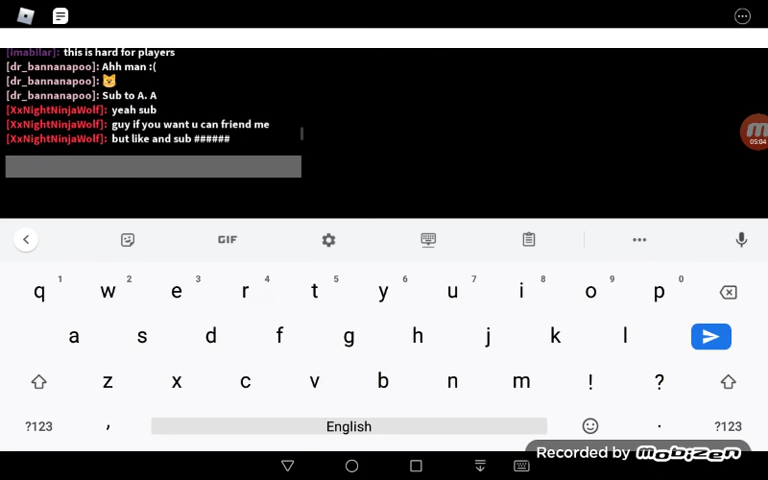 [imabilar]: this is hard for players
[dr_bannanapoo]: Ahh man :(
[dr_bannanapoo]: 😼
[dr_bannanapoo]: Sub to A. A
[XxNightNinjaWolf]: yeah sub
[XxNightNinjaWolf]: guy if you want u can friend me
[XxNightNinjaWolf]: but like and sub ######
05:04
GIF
1 2 3 4 5 6 7 8 9 0
q w e r t y u i o p
a s d f g h j k l
z x c v b n m ! ?
?123 , English . ?123
Recorded by mobizen